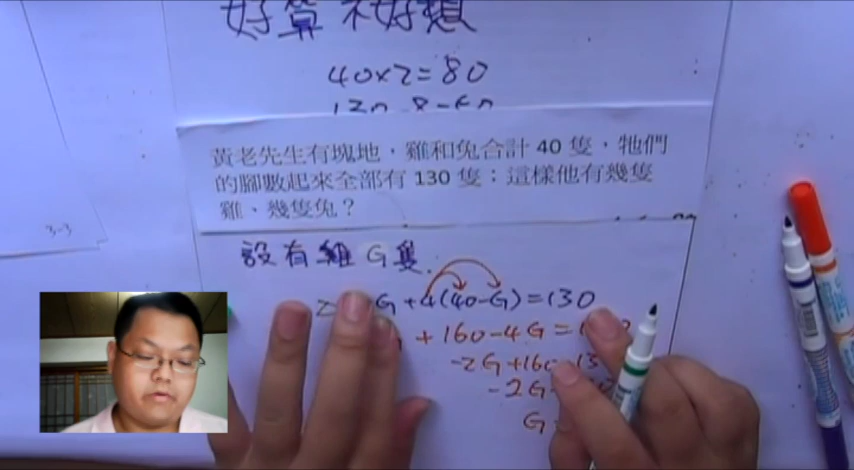 好算不好想
40×2=80
黃老先生有塊地，雞和兔合計 40 隻，牠們
的腳數起來全部有 130 隻；這樣他有幾隻
雞、幾隻兔？
3-3
設有雞 G 隻
G+4(40-G)=130
+160-4G=
-2G+160
-2G
G